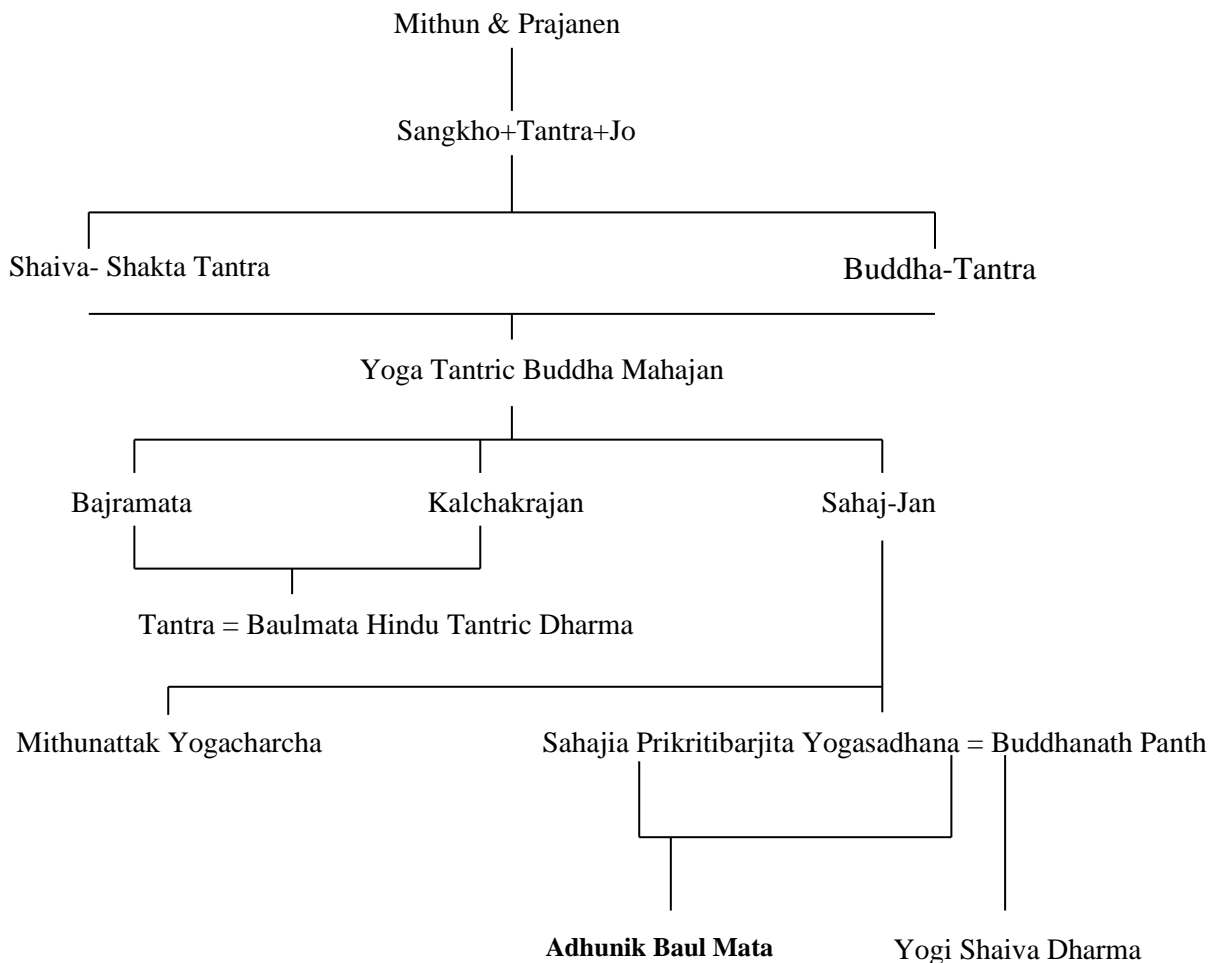 Mithun & Prajanen
Sangkho+Tantra+Jo
Shaiva- Shakta Tantra
Buddha-Tantra
Yoga Tantric Buddha Mahajan
Bajramata
Kalchakrajan
Sahaj-Jan
Tantra = Baulmata Hindu Tantric Dharma
Mithunattak Yogacharcha
Sahajia Prikritibarjita Yogasadhana = Buddhanath Panth
Adhunik Baul Mata
Yogi Shaiva Dharma